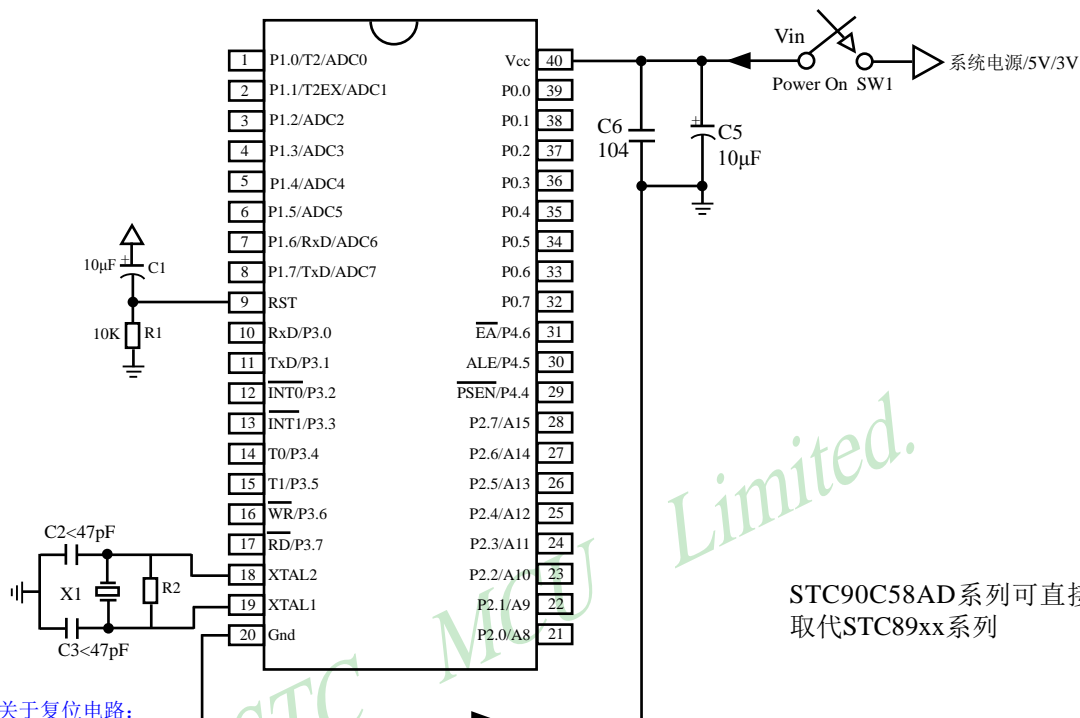 Vin
系统电源/5V/3V
Power On SW1
1 P1.0/T2/ADC0
2 P1.1/T2EX/ADC1
3 P1.2/ADC2
4 P1.3/ADC3
5 P1.4/ADC4
6 P1.5/ADC5
7 P1.6/RxD/ADC6
8 P1.7/TxD/ADC7
9 RST
10 RxD/P3.0
11 TxD/P3.1
12 INT0/P3.2
13 INT1/P3.3
14 T0/P3.4
15 T1/P3.5
16 WR/P3.6
17 RD/P3.7
18 XTAL2
19 XTAL1
20 Gnd
Vcc 40
P0.0 39
P0.1 38
P0.2 37
P0.3 36
P0.4 35
P0.5 34
P0.6 33
P0.7 32
EA/P4.6 31
ALE/P4.5 30
PSEN/P4.4 29
P2.7/A15 28
P2.6/A14 27
P2.5/A13 26
P2.4/A12 25
P2.3/A11 24
P2.2/A10 23
P2.1/A9 22
P2.0/A8 21
C6
104
+
C5
10μF
10μF
+
C1
10K
R1
C2<47pF
X1
R2
C3<47pF
STC90C58AD系列可直接
取代STC89xx系列
关于复位电路:
STC MCU Limited.